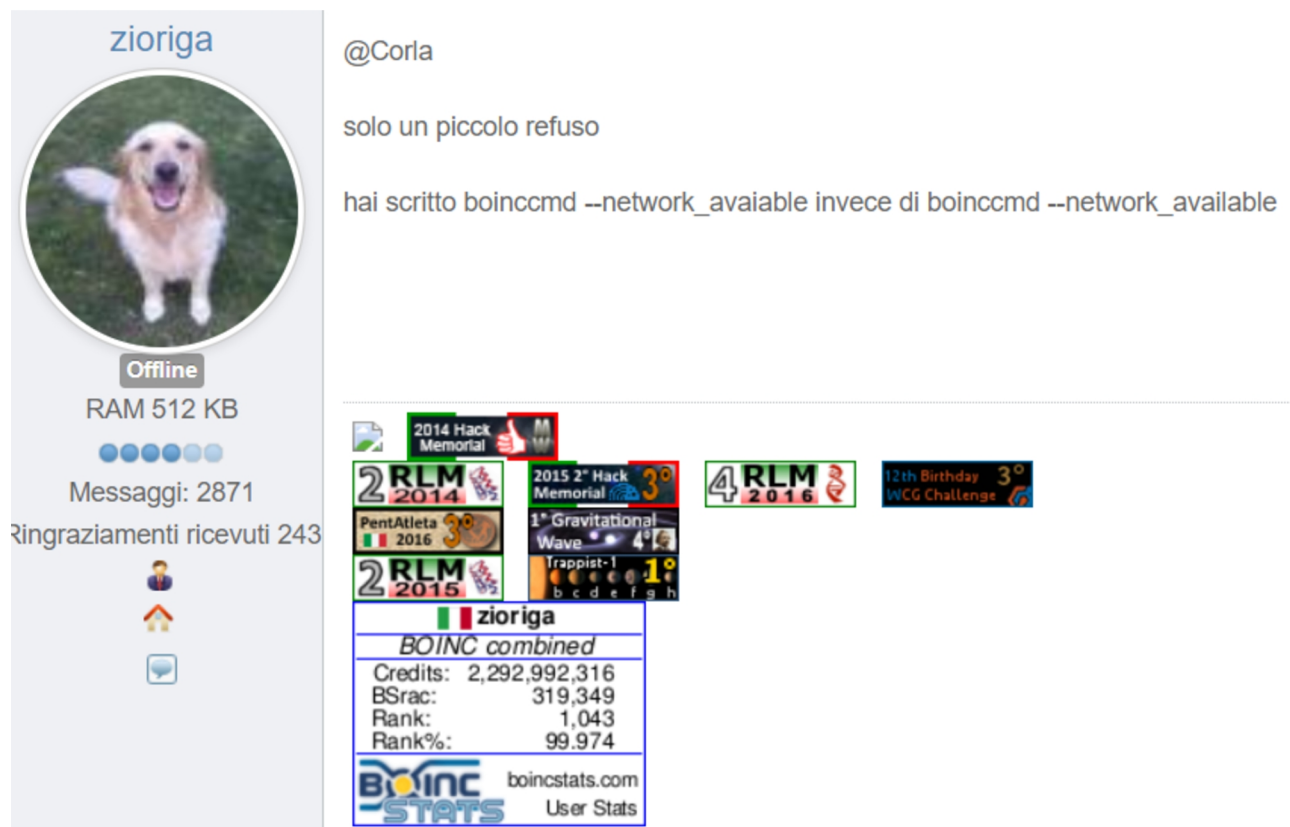 zioriga
Offline
RAM 512 KB
Messaggi: 2871
Ringraziamenti ricevuti 243
@Corla
solo un piccolo refuso
hai scritto boinccmd --network_avaiable invece di boinccmd --network_available
2014 Hack
Memorial
MW
2 RLM
2014
2015 2° Hack
Memorial 3°
4 RLM
2016
12th Birthday 3°
WCG Challenge
PentAtleta 3°
2016
1° Gravitational
Wave 4°
2 RLM
2015
Trappist-1 1°
b c d e f g h
zioriga
BOINC combined
Credits: 2,292,992,316
BSrac: 319,349
Rank: 1,043
Rank%: 99.974
BOINC boincstats.com
STATS User Stats